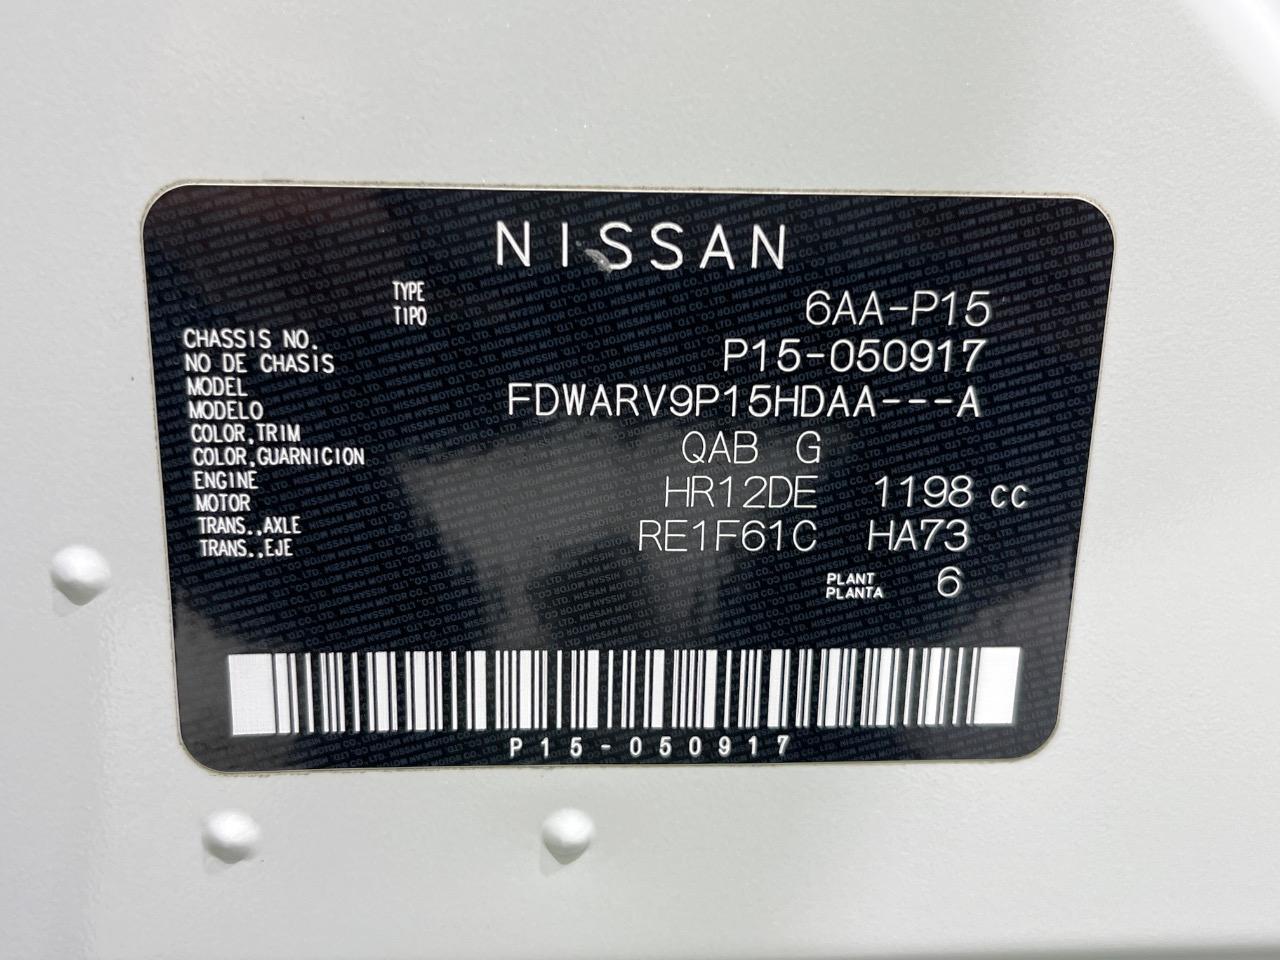 NISSAN
TYPE
TIPO
6AA-P15
CHASSIS NO.
NO DE CHASIS
P15-050917
MODEL
MODELO
FDWARV9P15HDAA---A
COLOR,TRIM
COLOR,GUARNICION
QAB G
ENGINE
MOTOR
HR12DE 1198 cc
TRANS.,AXLE
TRANS.,EJE
RE1F61C HA73
PLANT
PLANTA
6
P15-050917